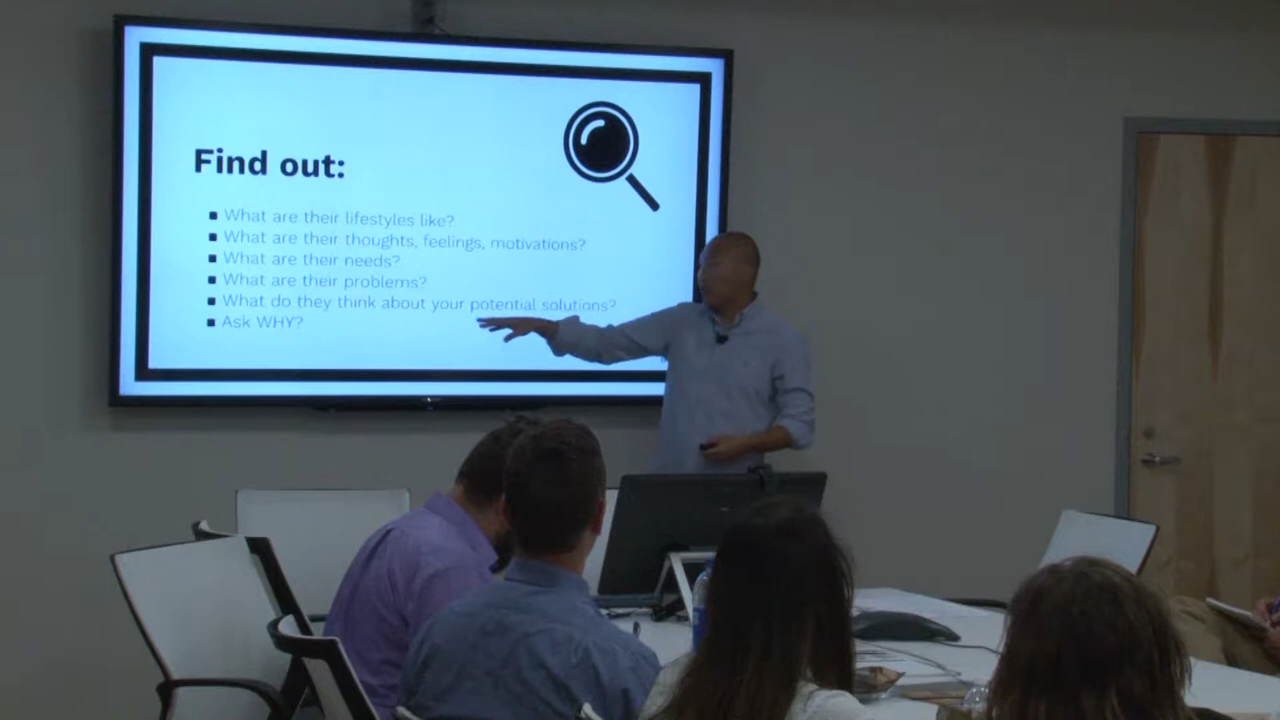 Find out:
What are their lifestyles like?
What are their thoughts, feelings, motivations?
What are their needs?
What are their problems?
What do they think about your potential solutions?
Ask WHY?